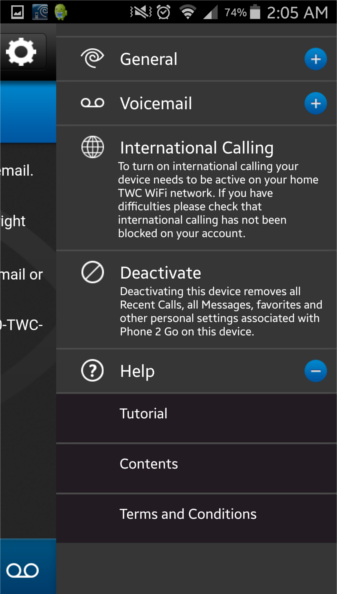 74% 2:05 AM
General
Voicemail
International Calling
To turn on international calling your
device needs to be active on your home
TWC WiFi network. If you have
difficulties please check that
international calling has not been
blocked on your account.
Deactivate
Deactivating this device removes all
Recent Calls, all Messages, favorites and
other personal settings associated with
Phone 2 Go on this device.
Help
Tutorial
Contents
Terms and Conditions
email.
ight
mail or
-TWC-